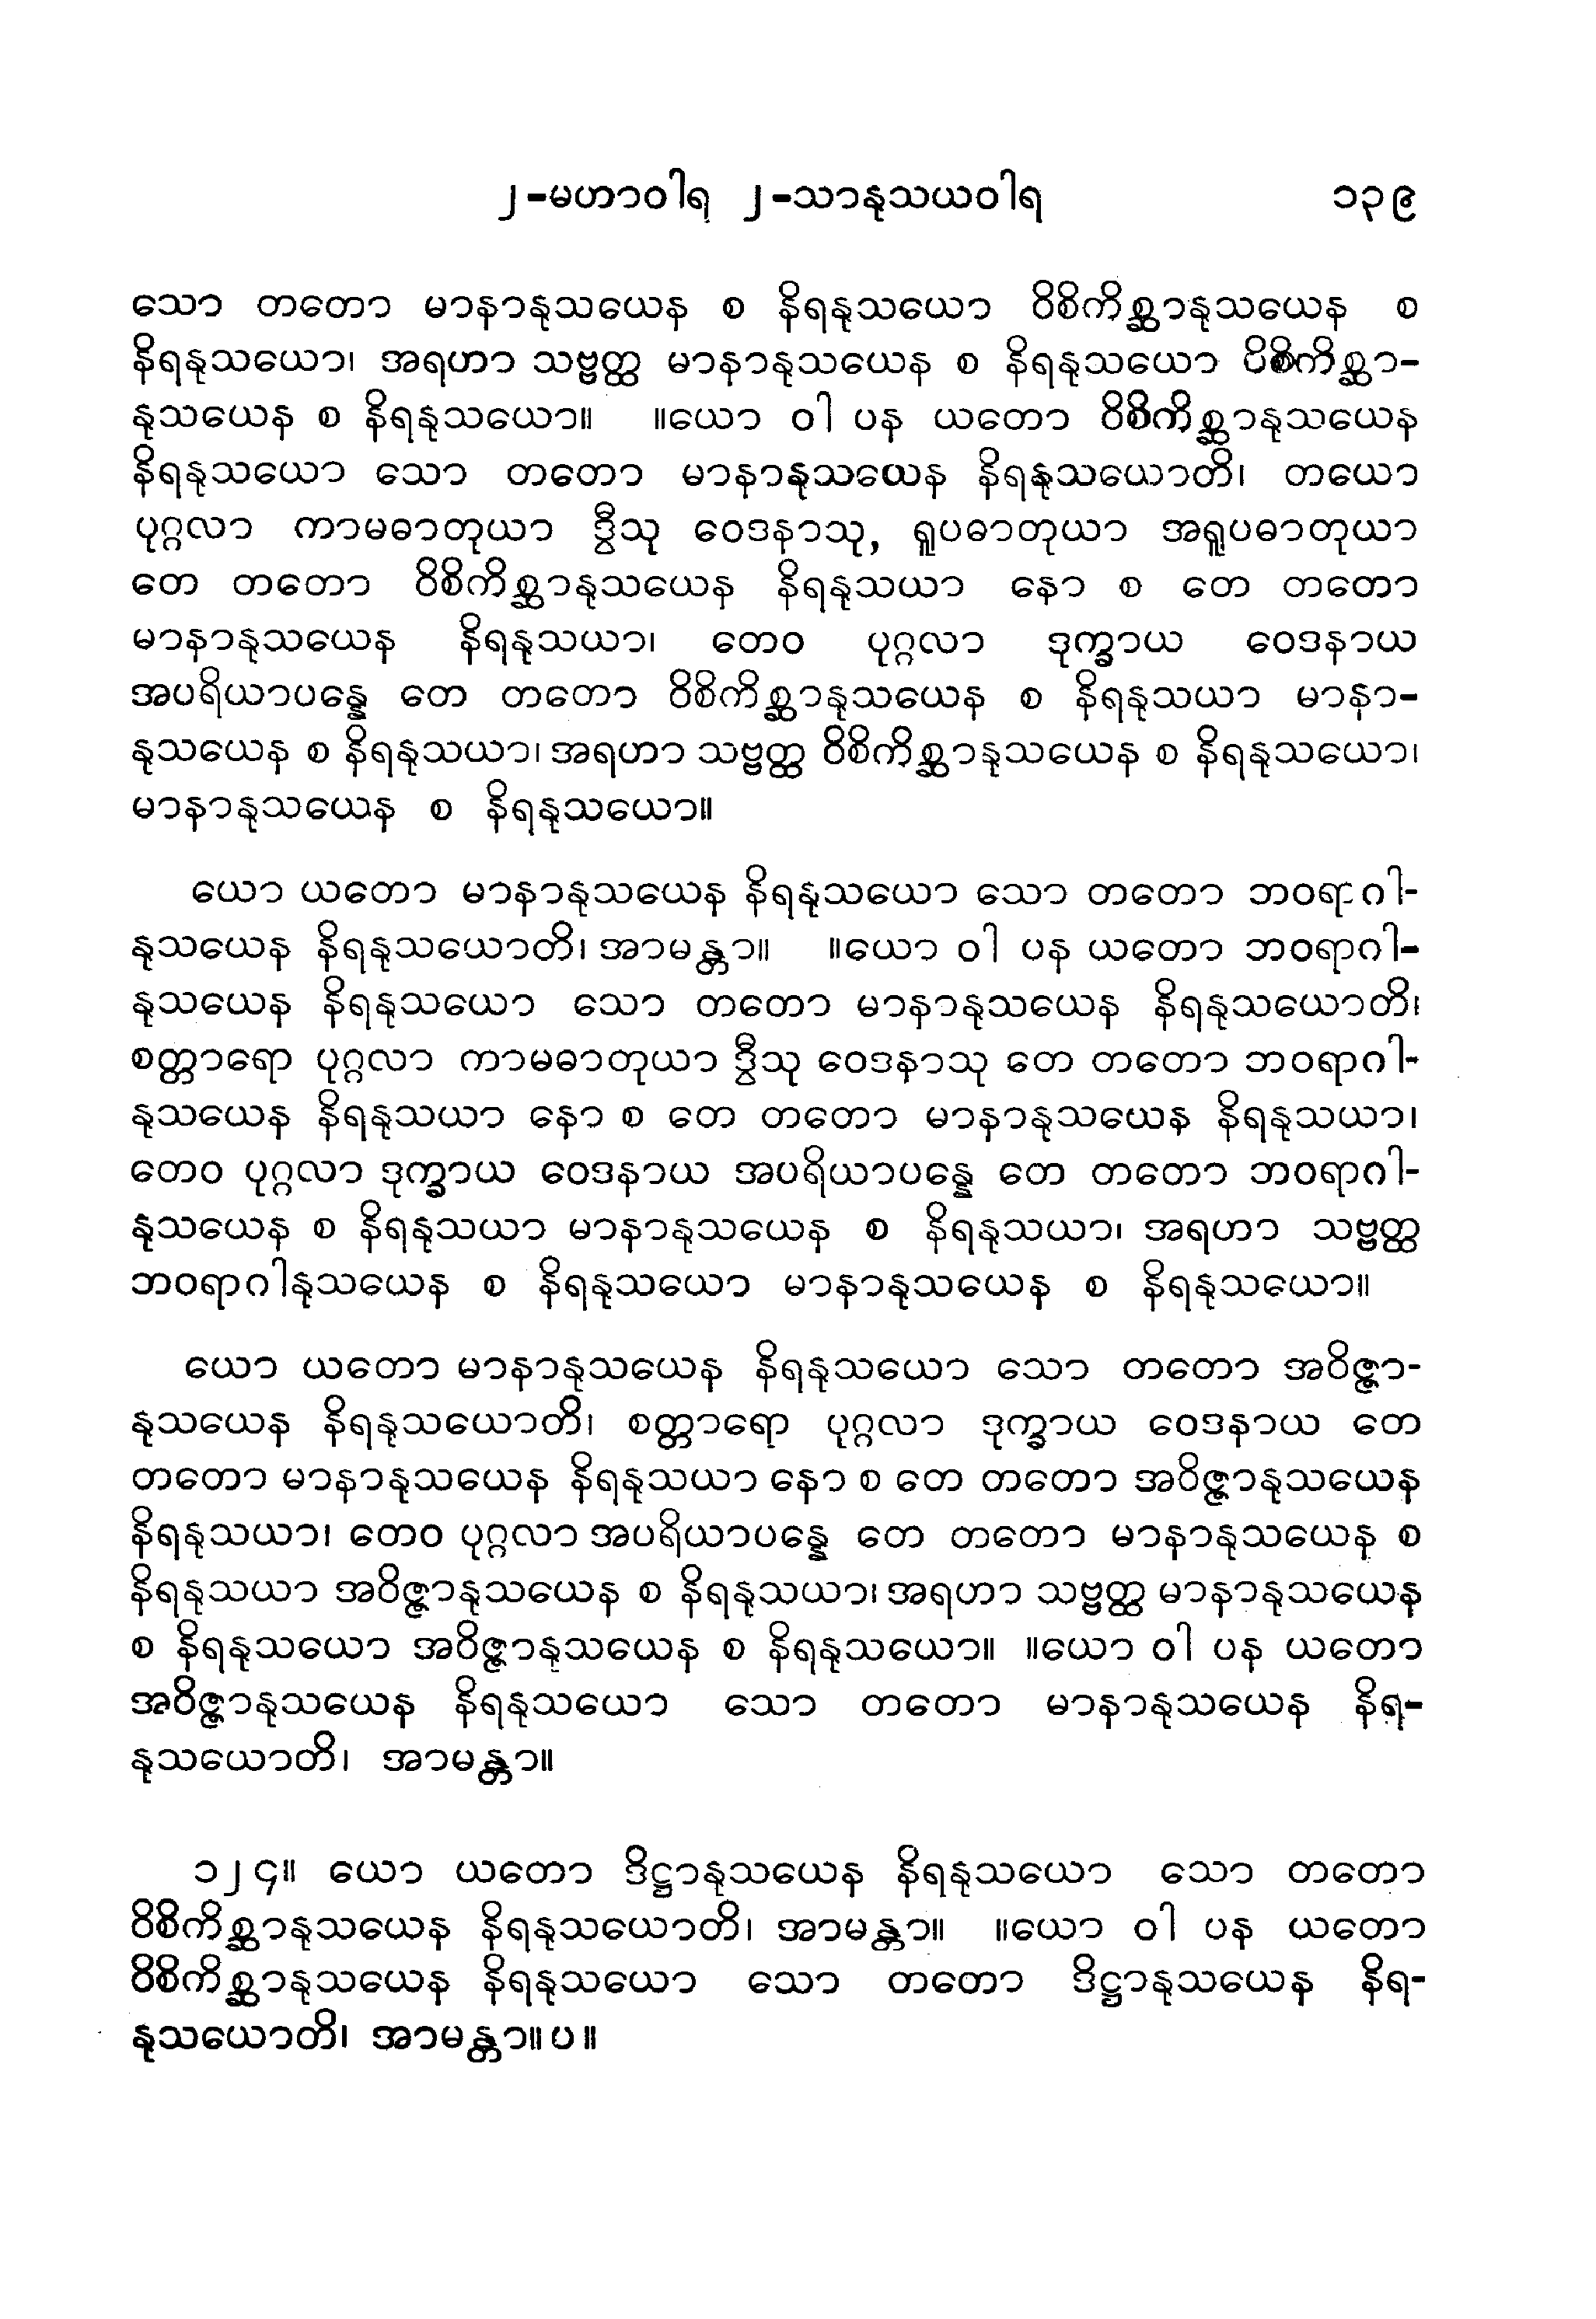 ၂-မဟာဝါရ ၂-သာနုသယဝါရ ၁၃၉
သော တတော မာနာနုသယေန စ နိရနုသယော ဝိစိကိစ္ဆာနုသယေန စ
နိရနုသယော၊ အရဟာ သဗ္ဗတ္ထ မာနာနုသယေန စ နိရနုသယော ဝိစိကိစ္ဆာ-
နုသယေန စ နိရနုသယော။ ။ယော ဝါ ပန ယတော ဝိစိကိစ္ဆာနုသယေန
နိရနုသယော သော တတော မာနာနုသယေန နိရနုသယောတိ၊ တယော
ပုဂ္ဂလာ ကာမဓာတုယာ ဒွီသု ဝေဒနာသု, ရူပဓာတုယာ အရူပဓာတုယာ
တေ တတော ဝိစိကိစ္ဆာနုသယေန နိရနုသယာ နော စ တေ တတော
မာနာနုသယေန နိရနုသယာ၊ တေဝ ပုဂ္ဂလာ ဒုက္ခာယ ဝေဒနာယ
အပရိယာပန္နေ တေ တတော ဝိစိကိစ္ဆာနုသယေန စ နိရနုသယာ မာနာ-
နုသယေန စ နိရနုသယာ၊ အရဟာ သဗ္ဗတ္ထ ဝိစိကိစ္ဆာနုသယေန စ နိရနုသယော၊
မာနာနုသယေန စ နိရနုသယော။
ယော ယတော မာနာနုသယေန နိရနုသယော သော တတော ဘဝရာဂါ-
နုသယေန နိရနုသယောတိ၊ အာမန္တာ။ ။ယော ဝါ ပန ယတော ဘဝရာဂါ-
နုသယေန နိရနုသယော သော တတော မာနာနုသယေန နိရနုသယောတိ၊
စတ္တာရော ပုဂ္ဂလာ ကာမဓာတုယာ ဒွီသု ဝေဒနာသု တေ တတော ဘဝရာဂါ-
နုသယေန နိရနုသယာ နော စ တေ တတော မာနာနုသယေန နိရနုသယာ၊
တေဝ ပုဂ္ဂလာ ဒုက္ခာယ ဝေဒနာယ အပရိယာပန္နေ တေ တတော ဘဝရာဂါ-
နုသယေန စ နိရနုသယာ မာနာနုသယေန စ နိရနုသယာ၊ အရဟာ သဗ္ဗတ္ထ
ဘဝရာဂါနုသယေန စ နိရနုသယော မာနာနုသယေန စ နိရနုသယော။
ယော ယတော မာနာနုသယေန နိရနုသယော သော တတော အဝိဇ္ဇာ-
နုသယေန နိရနုသယောတိ၊ စတ္တာရော ပုဂ္ဂလာ ဒုက္ခာယ ဝေဒနာယ တေ
တတော မာနာနုသယေန နိရနုသယာ နော စ တေ တတော အဝိဇ္ဇာနုသယေန
နိရနုသယာ၊ တေဝ ပုဂ္ဂလာ အပရိယာပန္နေ တေ တတော မာနာနုသယေန စ
နိရနုသယာ အဝိဇ္ဇာနုသယေန စ နိရနုသယာ၊ အရဟာ သဗ္ဗတ္ထ မာနာနုသယေန
စ နိရနုသယော အဝိဇ္ဇာနုသယေန စ နိရနုသယော။ ။ယော ဝါ ပန ယတော
အဝိဇ္ဇာနုသယေန နိရနုသယော သော တတော မာနာနုသယေန နိရ-
နုသယောတိ၊ အာမန္တာ။
၁၂၄။ ယော ယတော ဒိဋ္ဌာနုသယေန နိရနုသယော သော တတော
ဝိစိကိစ္ဆာနုသယေန နိရနုသယောတိ၊ အာမန္တာ။ ။ယော ဝါ ပန ယတော
ဝိစိကိစ္ဆာနုသယေန နိရနုသယော သော တတော ဒိဋ္ဌာနုသယေန နိရ-
နုသယောတိ၊ အာမန္တာ။ပ။